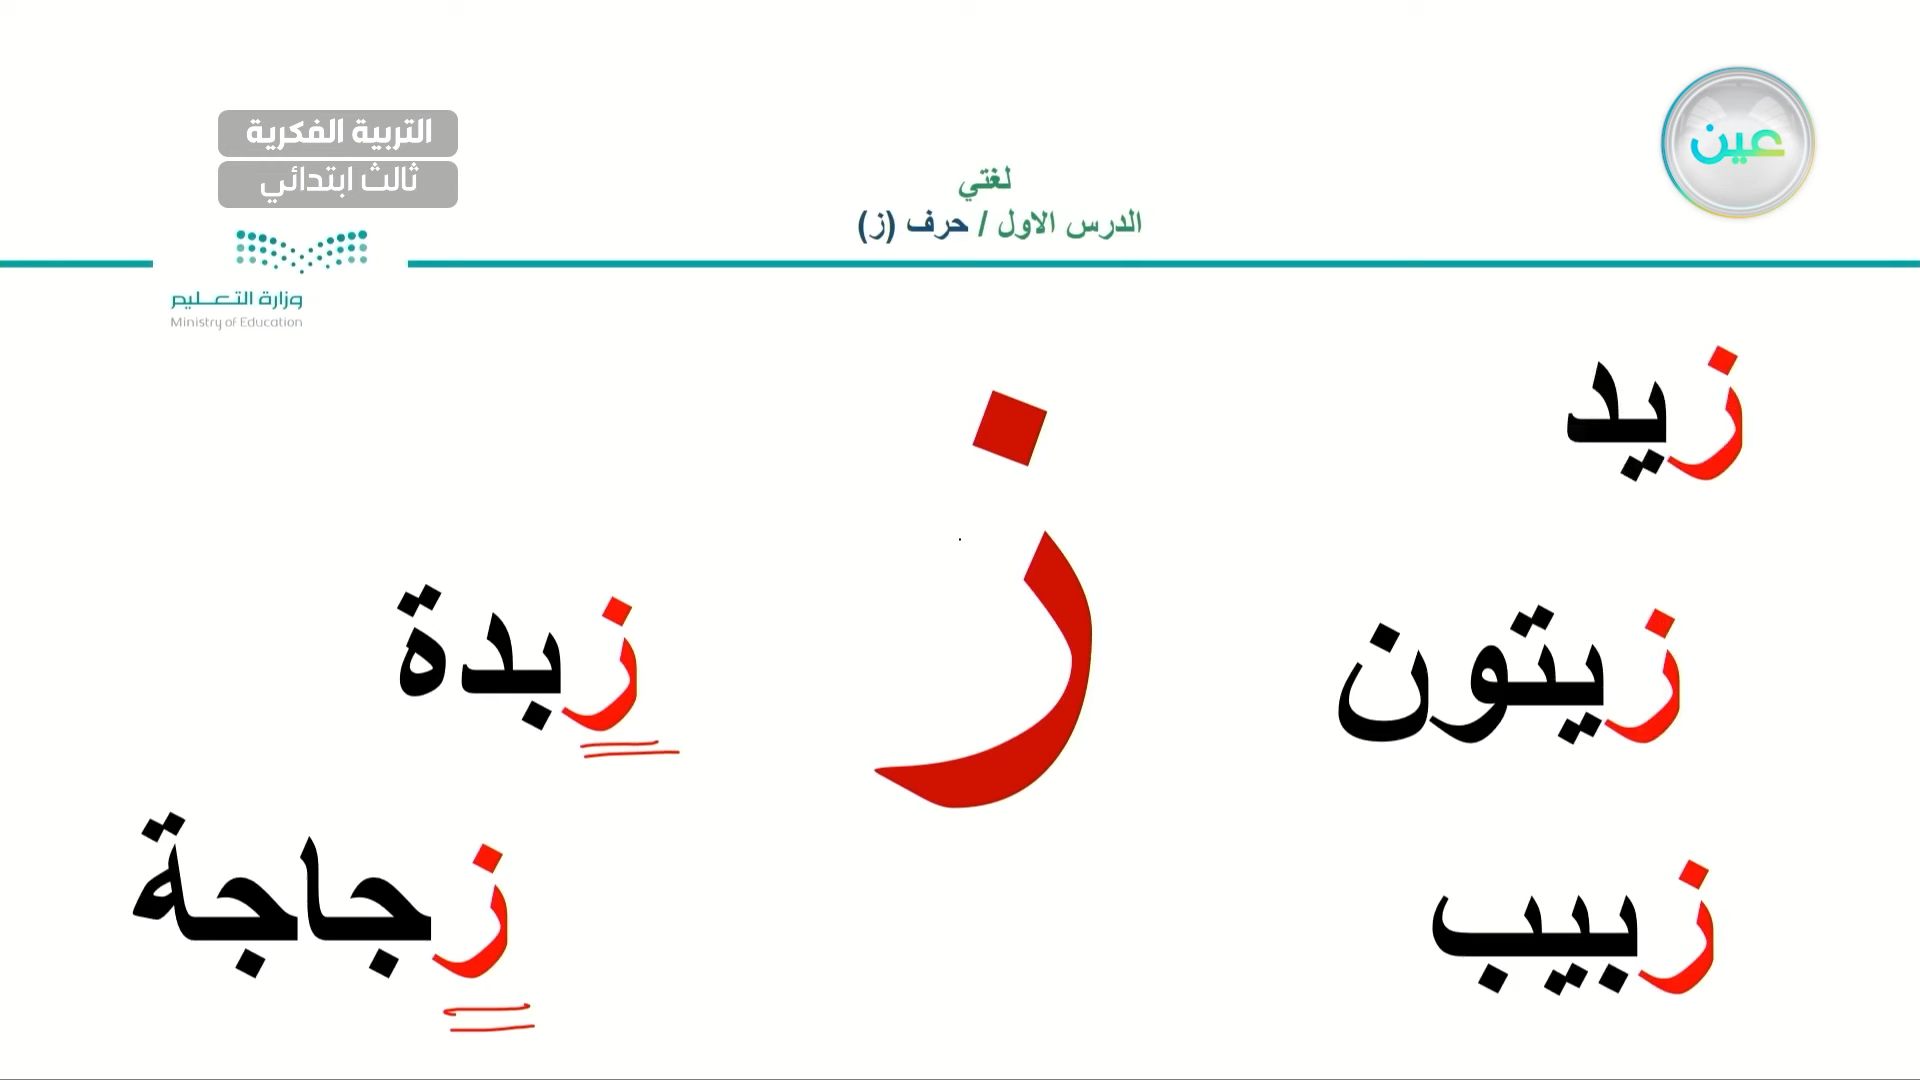 التربية الفكرية
ثالث ابتدائي
عين
لغتي
الدرس الاول / حرف (ز)
وزارة التعليم
Ministry of Education
زيد
ز
زيتون
زبدة
زبيب
زجاجة